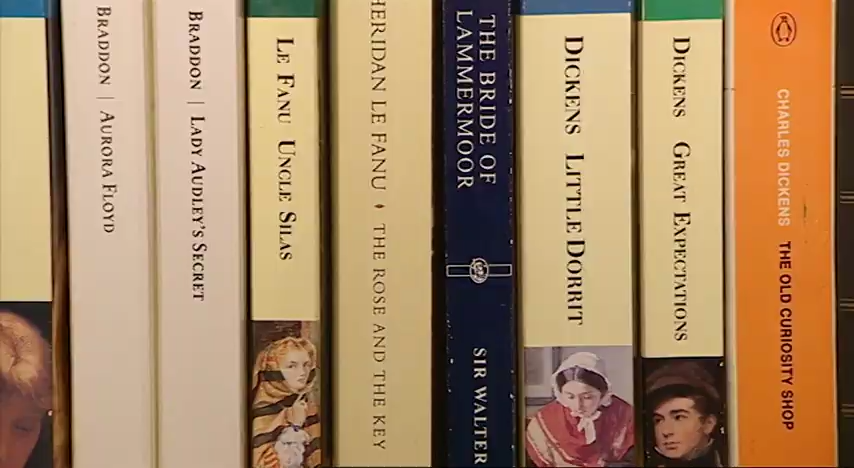 BRADDON | AURORA FLOYD
BRADDON | LADY AUDLEY'S SECRET
LE FANU UNCLE SILAS
HERIDAN LE FANU • THE ROSE AND THE KEY
THE BRIDE OF
LAMMERMOOR
SIR WALTER
DICKENS LITTLE DORRIT
DICKENS GREAT EXPECTATIONS
CHARLES DICKENS THE OLD CURIOSITY SHOP